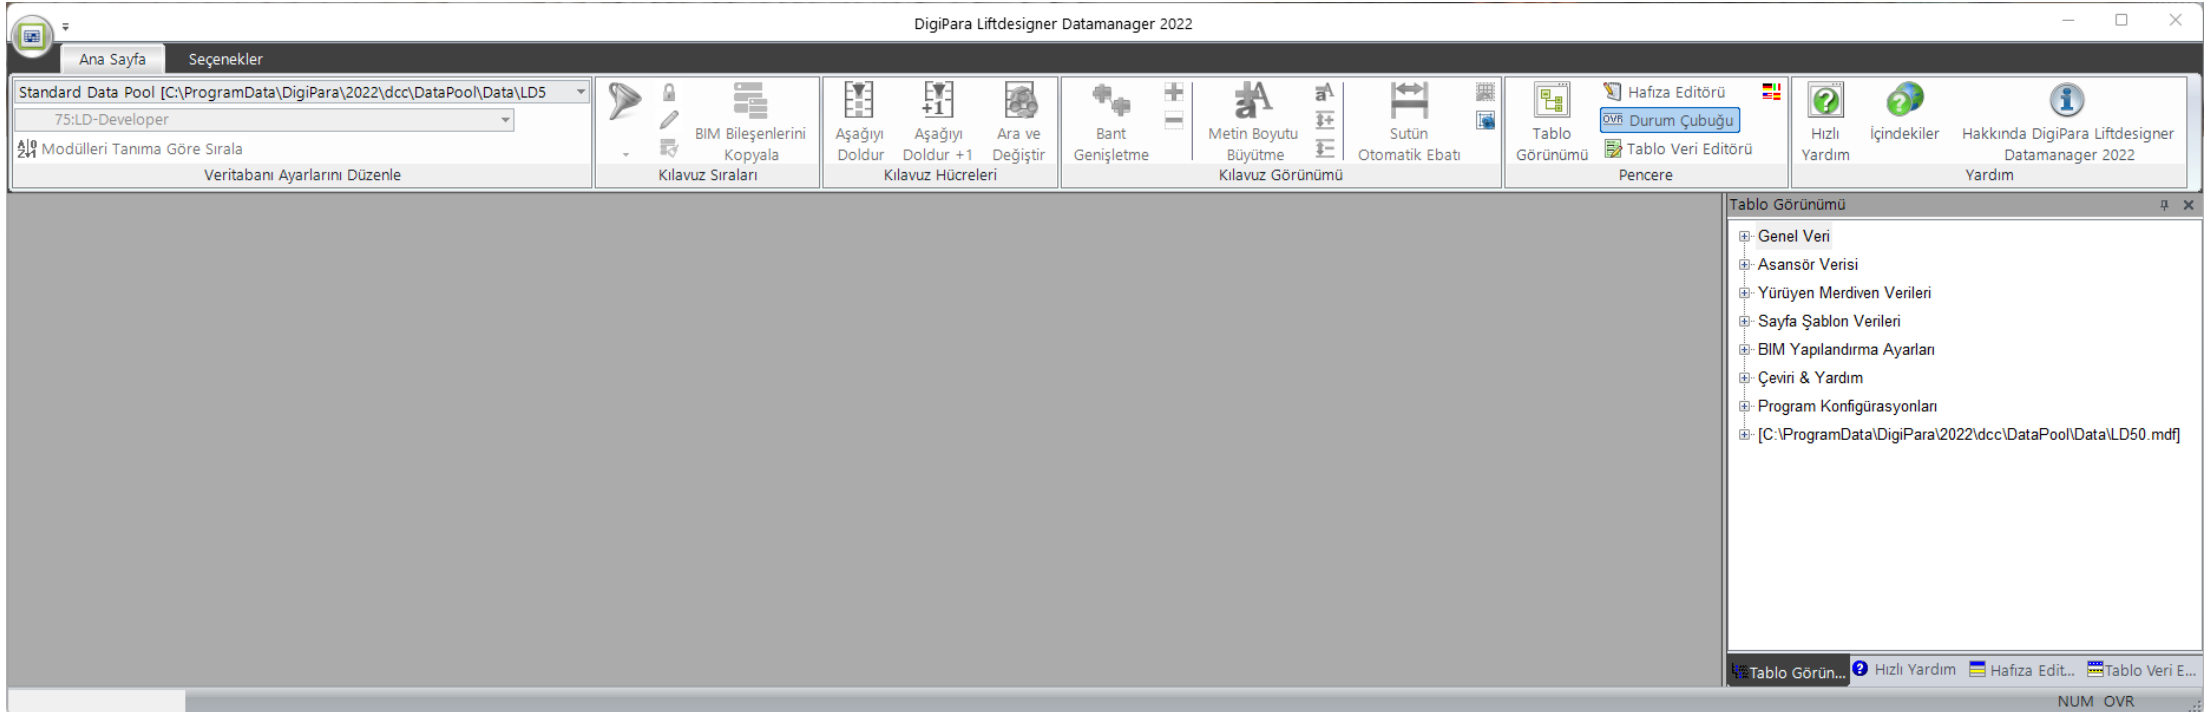 DigiPara Liftdesigner Datamanager 2022
Ana Sayfa
Seçenekler
Standard Data Pool [C:\ProgramData\DigiPara\2022\dcc\DataPool\Data\LD5
75:LD-Developer
Modülleri Tanıma Göre Sırala
Veritabanı Ayarlarını Düzenle
BIM Bileşenlerini
Kopyala
Kılavuz Sıraları
Aşağıyı
Doldur
Aşağıyı
Doldur +1
Ara ve
Değiştir
Kılavuz Hücreleri
Bant
Genişletme
Metin Boyutu
Büyütme
Sutün
Otomatik Ebatı
Kılavuz Görünümü
Tablo
Görünümü
Hafıza Editörü
OVR Durum Çubuğu
Tablo Veri Editörü
Pencere
Hızlı
Yardım
İçindekiler
Hakkında DigiPara Liftdesigner
Datamanager 2022
Yardım
Tablo Görünümü
Genel Veri
Asansör Verisi
Yürüyen Merdiven Verileri
Sayfa Şablon Verileri
BIM Yapılandırma Ayarları
Çeviri & Yardım
Program Konfigürasyonları
[C:\ProgramData\DigiPara\2022\dcc\DataPool\Data\LD50.mdf]
Tablo Görün...
Hızlı Yardım
Hafıza Edit...
Tablo Veri E...
NUM OVR